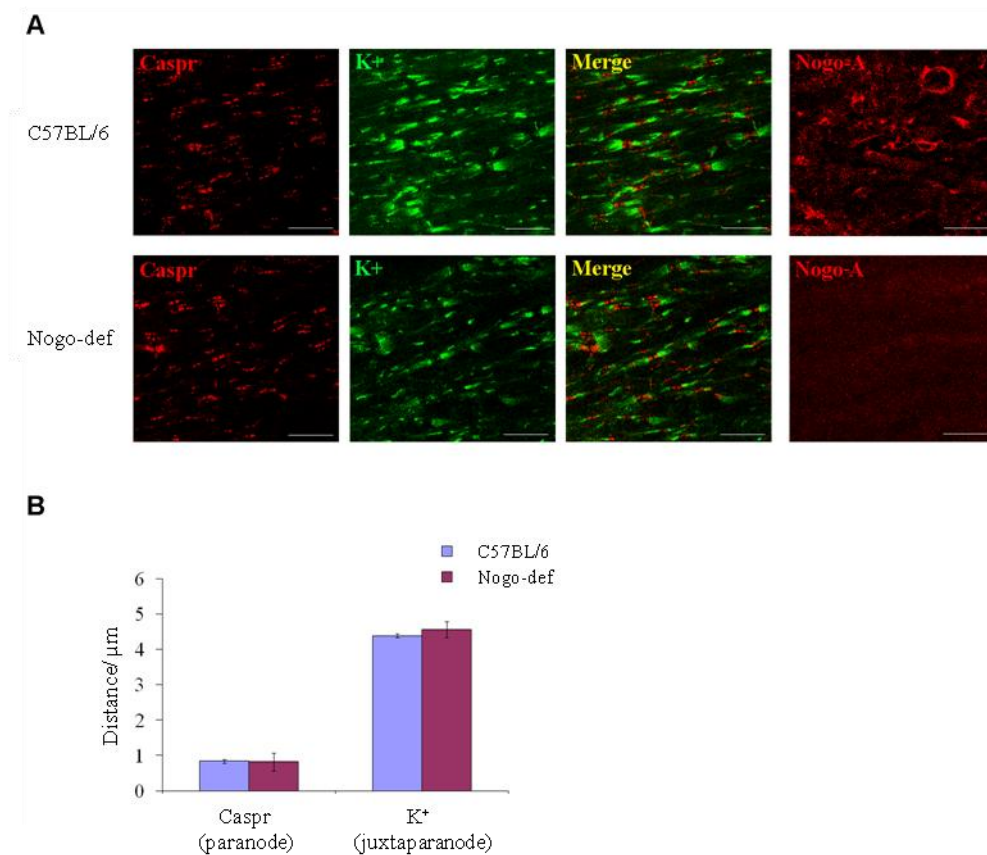 A
Caspr K+ Merge Nogo-A
C57BL/6
Caspr K+ Merge Nogo-A
Nogo-def
B
C57BL/6
Nogo-def
Distance/μm
6
5
4
3
2
1
0
Caspr
(paranode)
K⁺
(juxtaparanode)